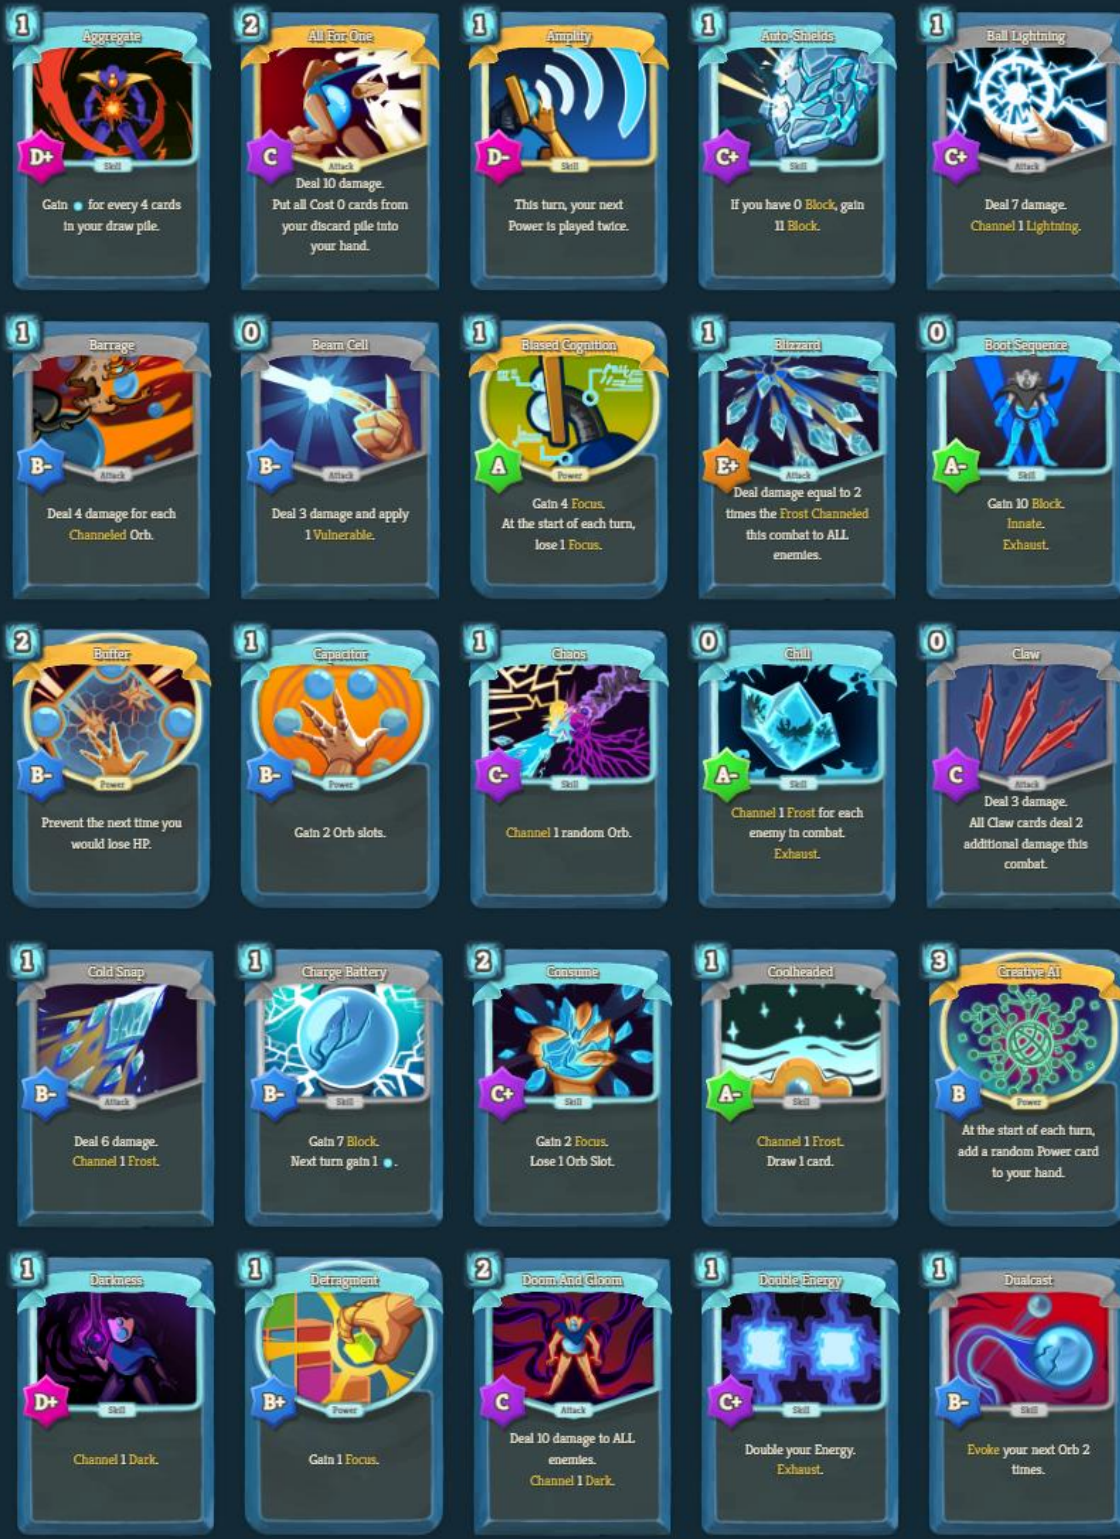 1
Aggregate
D+
Skill
Gain for every 4 cards
in your draw pile.
2
All For One
C
Attack
Deal 10 damage.
Put all Cost 0 cards from
your discard pile into
your hand.
1
Amplify
D-
Skill
This turn, your next
Power is played twice.
1
Auto-Shields
C+
Skill
If you have 0 Block, gain
11 Block.
1
Ball Lightning
C+
Attack
Deal 7 damage.
Channel 1 Lightning.
1
Barrage
B-
Attack
Deal 4 damage for each
Channeled Orb.
0
Beam Cell
B-
Attack
Deal 3 damage and apply
1 Vulnerable.
1
Biased Cognition
A
Power
Gain 4 Focus.
At the start of each turn,
lose 1 Focus.
1
Blizzard
E+
Attack
Deal damage equal to 2
times the Frost Channeled
this combat to ALL
enemies.
0
Boot Sequence
A-
Skill
Gain 10 Block.
Innate.
Exhaust.
2
Buffer
B-
Power
Prevent the next time you
would lose HP.
1
Capacitor
B-
Power
Gain 2 Orb slots.
1
Chaos
C-
Skill
Channel 1 random Orb.
0
Chill
A-
Skill
Channel 1 Frost for each
enemy in combat.
Exhaust.
0
Claw
C
Attack
Deal 3 damage.
All Claw cards deal 2
additional damage this
combat.
1
Cold Snap
B-
Attack
Deal 6 damage.
Channel 1 Frost.
1
Charge Battery
B-
Skill
Gain 7 Block.
Next turn gain 1 .
2
Consume
C+
Skill
Gain 2 Focus.
Lose 1 Orb Slot.
1
Coolheaded
A-
Skill
Channel 1 Frost.
Draw 1 card.
3
Creative AI
B
Power
At the start of each turn,
add a random Power card
to your hand.
1
Darkness
D+
Skill
Channel 1 Dark.
1
Defragment
B+
Power
Gain 1 Focus.
2
Doom And Gloom
C
Attack
Deal 10 damage to ALL
enemies.
Channel 1 Dark.
1
Double Energy
C+
Skill
Double your Energy.
Exhaust.
1
Dualcast
B-
Skill
Evoke your next Orb 2
times.